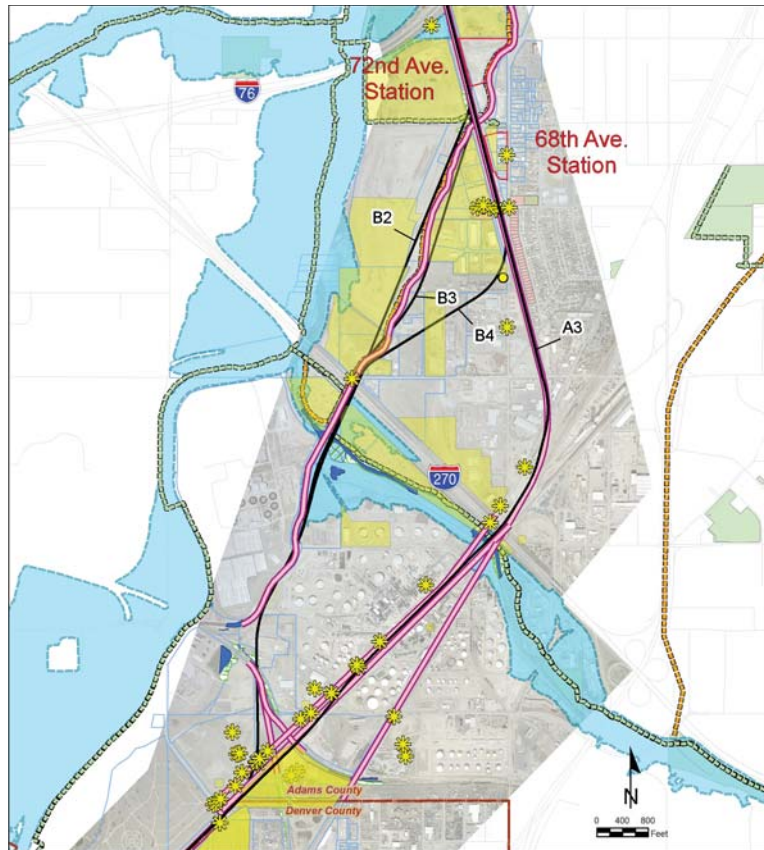 72nd Ave.
Station
76
68th Ave.
Station
B2
B3
B4
A3
270
Adams County
Denver County
N
0 400 800
Feet